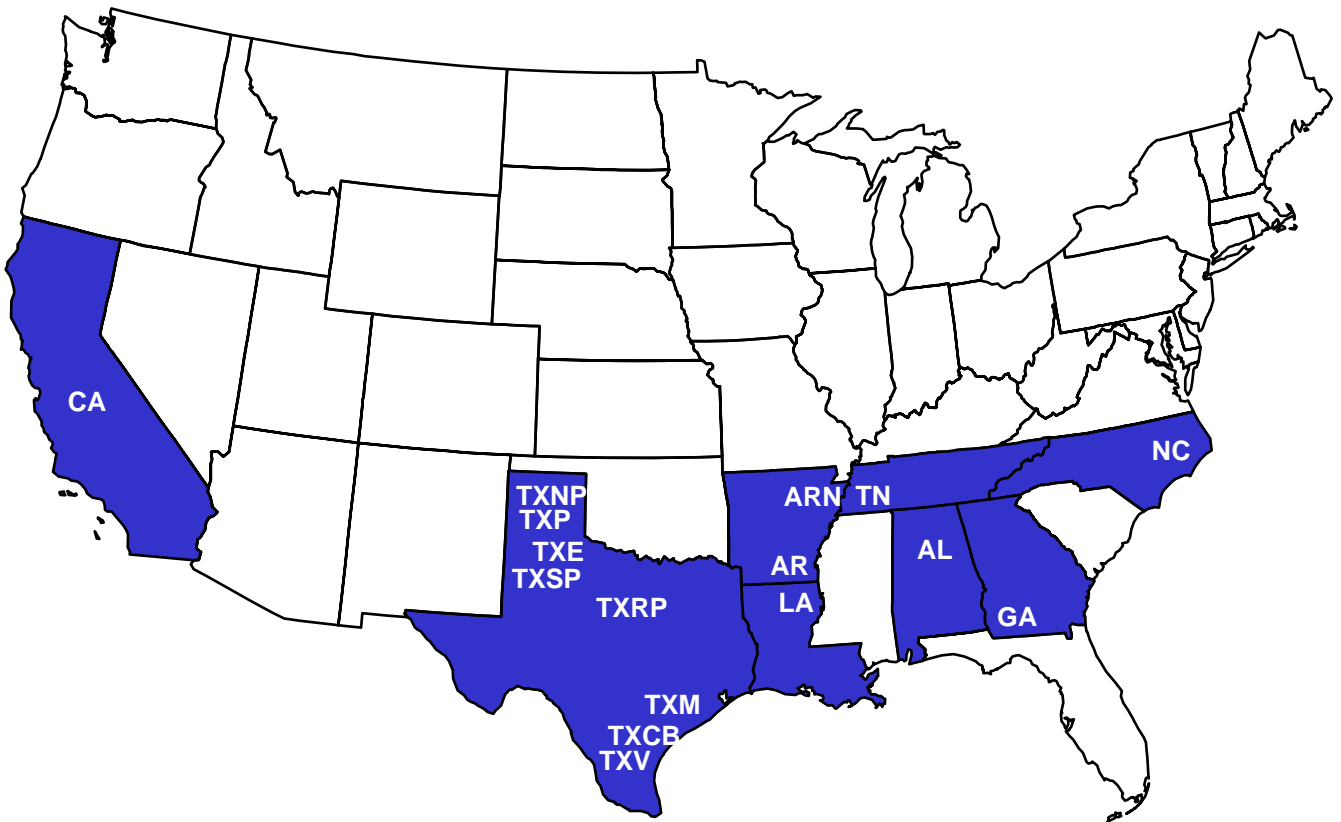 CA
NC
TXNP
ARN TN
TXP
TXE
AL
AR
TXSP
LA
TXRP
GA
TXM
TXCB
TXV